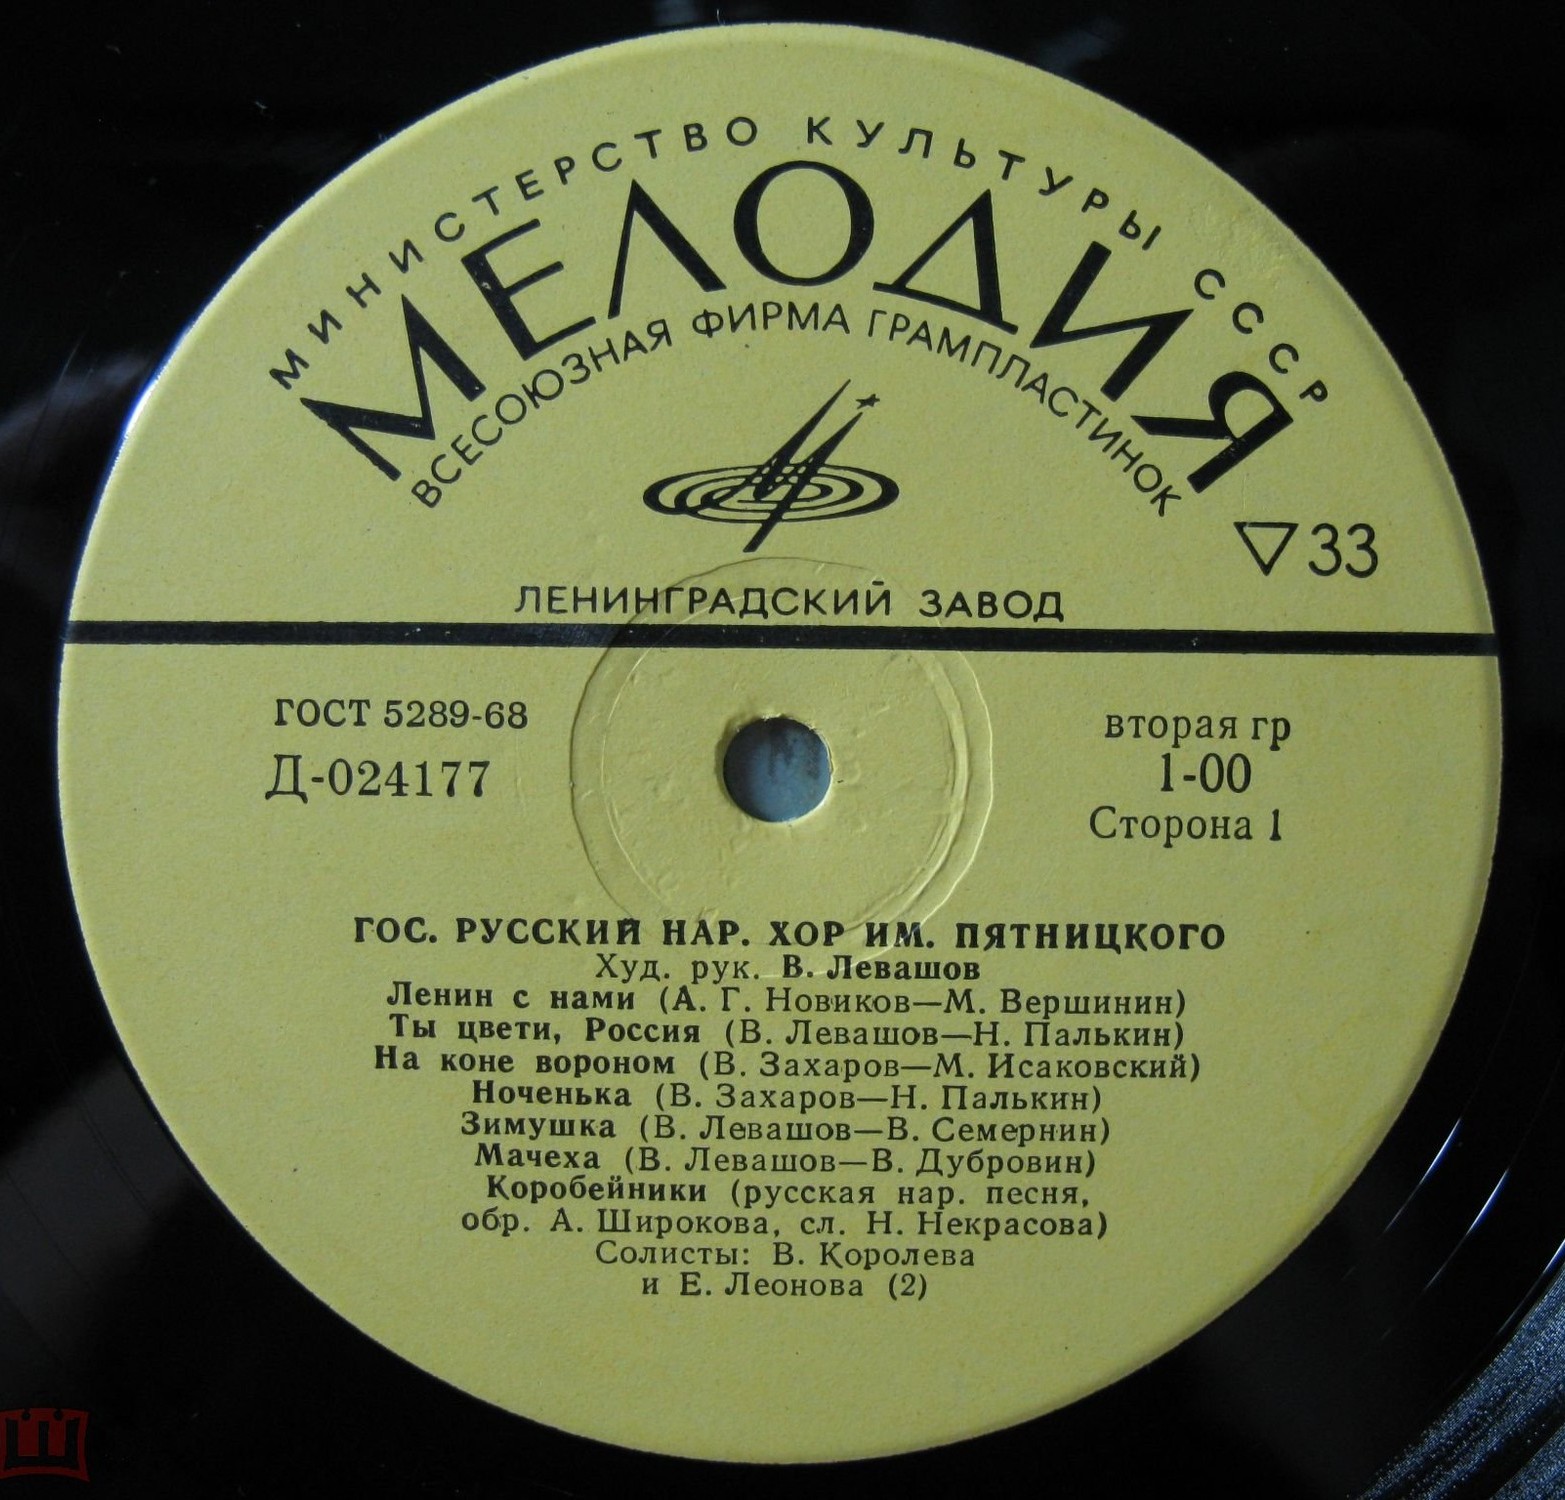 МИНИСТЕРСТВО КУЛЬТУРЫ СССР
МЕЛОДИЯ
ВСЕСОЮЗНАЯ ФИРМА ГРАМПЛАСТИНОК
▽33
ЛЕНИНГРАДСКИЙ ЗАВОД
ГОСТ 5289-68
вторая гр
Д-024177
1-00
Сторона 1
ГОС. РУССКИЙ НАР. ХОР ИМ. ПЯТНИЦКОГО
Худ. рук. В. Левашов
Ленин с нами (А. Г. Новиков—М. Вершинин)
Ты цвети, Россия (В. Левашов—Н. Палькин)
На коне вороном (В. Захаров—М. Исаковский)
Ноченька (В. Захаров—Н. Палькин)
Зимушка (В. Левашов—В. Семернин)
Мачеха (В. Левашов—В. Дубровин)
Коробейники (русская нар. песня,
обр. А. Широкова, сл. Н. Некрасова)
Солисты: В. Королева
и Е. Леонова (2)